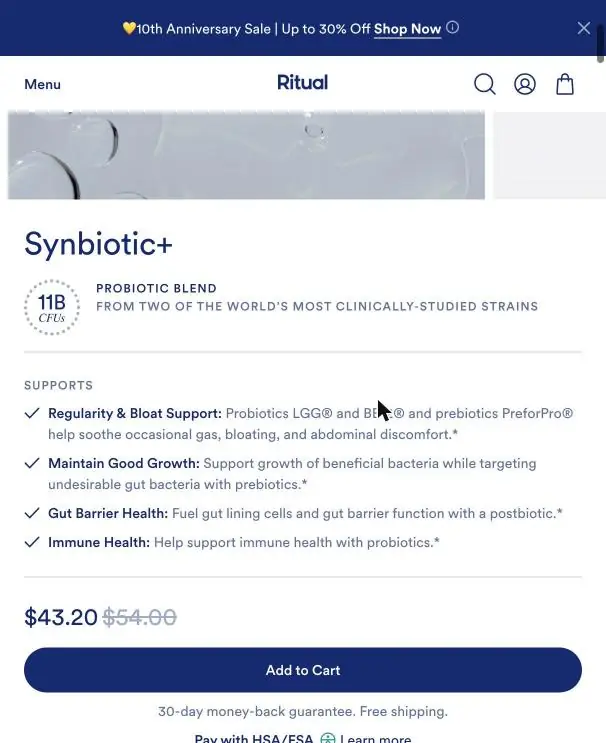 💛10th Anniversary Sale | Up to 30% Off Shop Now
Menu
Ritual
Synbiotic+
11B
CFUs
PROBIOTIC BLEND
FROM TWO OF THE WORLD'S MOST CLINICALLY-STUDIED STRAINS
SUPPORTS
Regularity & Bloat Support: Probiotics LGG® and ® and prebiotics PreforPro®
help soothe occasional gas, bloating, and abdominal discomfort.*
Maintain Good Growth: Support growth of beneficial bacteria while targeting
undesirable gut bacteria with prebiotics.*
Gut Barrier Health: Fuel gut lining cells and gut barrier function with a postbiotic.*
Immune Health: Help support immune health with probiotics.*
$43.20 $54.00
Add to Cart
30-day money-back guarantee. Free shipping.
Pay with HSA/FSA Learn more